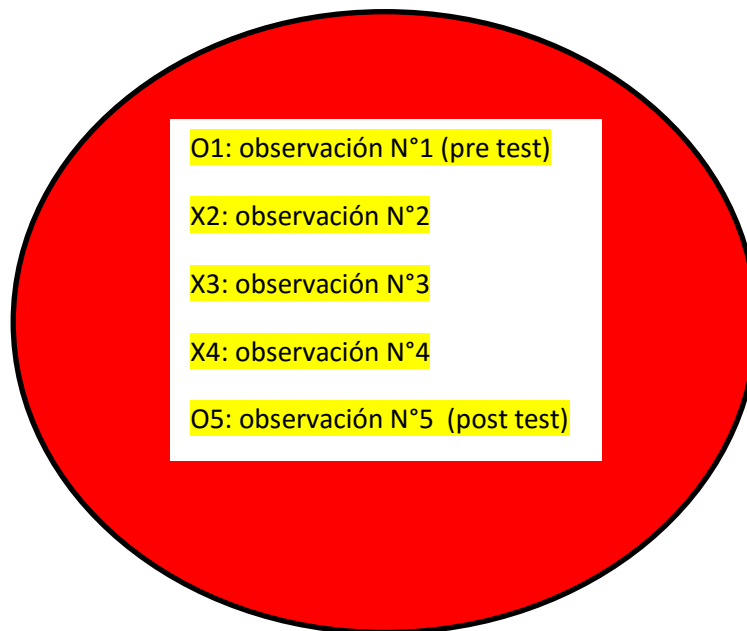 O1: observación N°1 (pre test)
X2: observación N°2
X3: observación N°3
X4: observación N°4
O5: observación N°5  (post test)